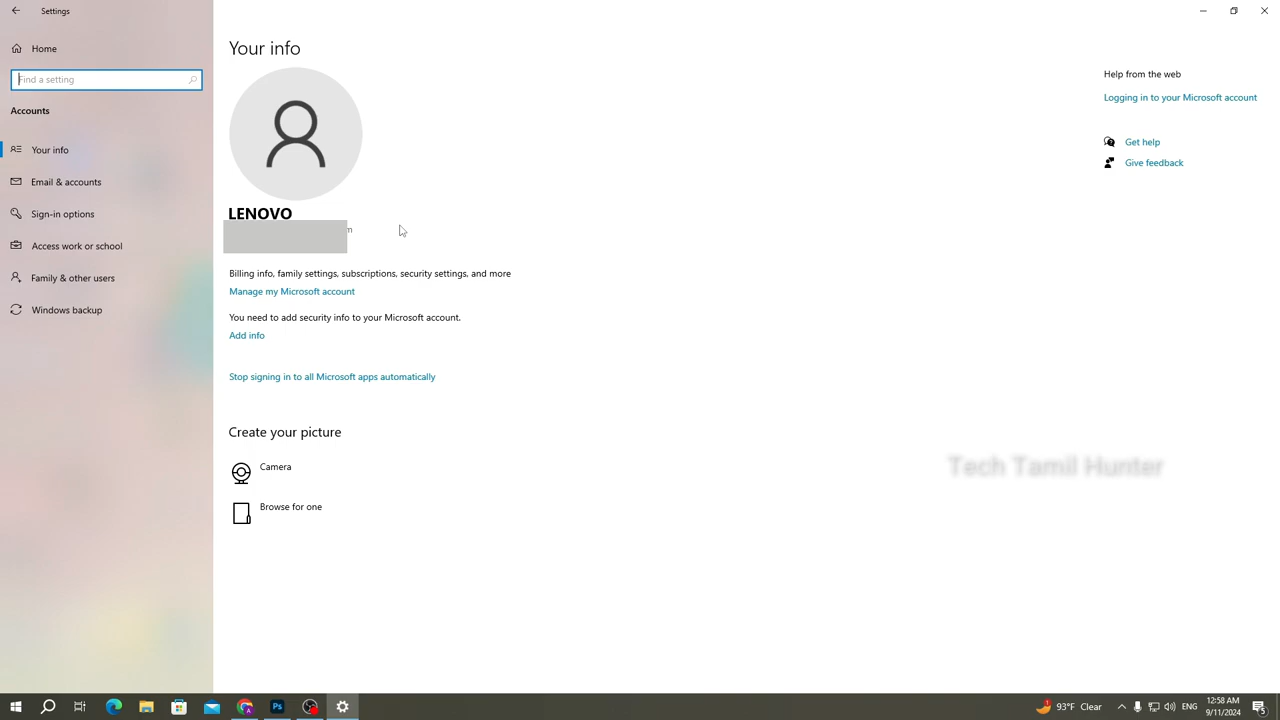 Settings
Home
Find a setting
Accounts
Your info
Email & accounts
Sign-in options
Access work or school
Family & other users
Windows backup
Your info
LENOVO
m
Billing info, family settings, subscriptions, security settings, and more
Manage my Microsoft account
You need to add security info to your Microsoft account.
Add info
Stop signing in to all Microsoft apps automatically
Create your picture
Camera
Browse for one
Help from the web
Logging in to your Microsoft account
Get help
Give feedback
Tech Tamil Hunter
Ps
93°F Clear
ENG
12:58 AM
9/11/2024
5